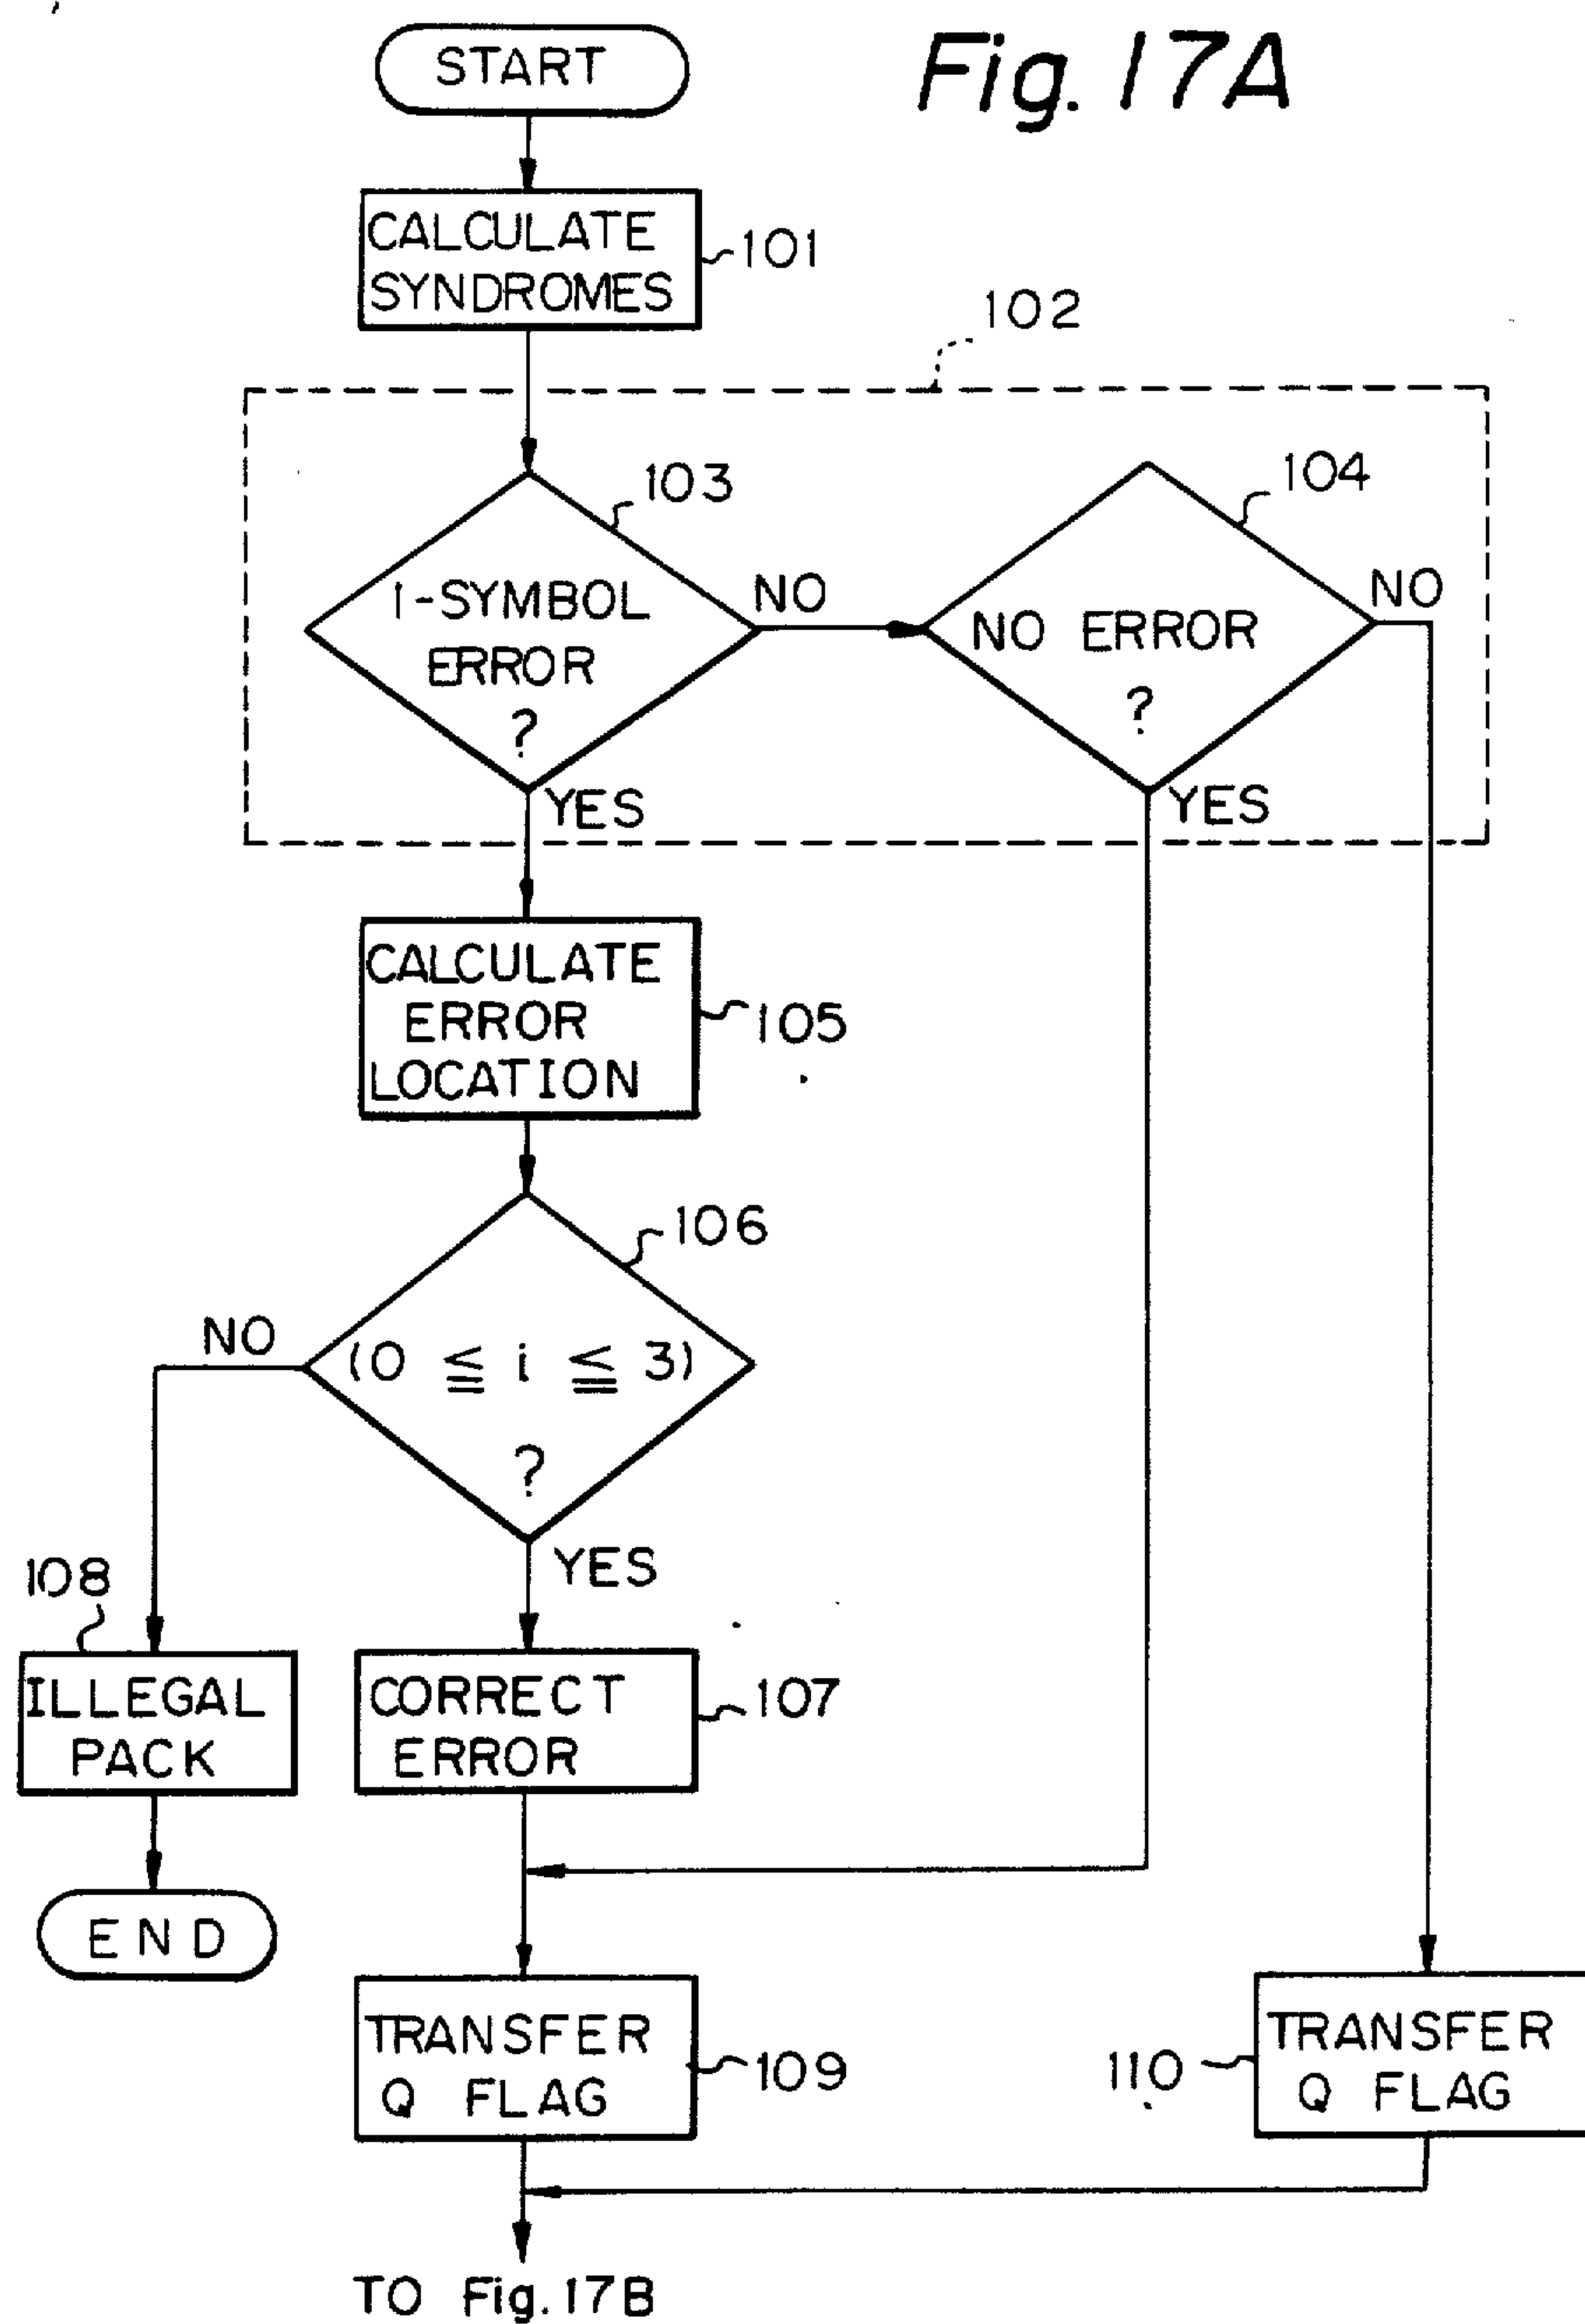 Fig. 17A
START
CALCULATE
SYNDROMES
101
102
103
1-SYMBOL
ERROR
?
NO
YES
104
NO ERROR
?
NO
YES
CALCULATE
ERROR
LOCATION
105
106
(0 ≦ i ≦ 3)
?
NO
YES
108
ILLEGAL
PACK
END
CORRECT
ERROR
107
TRANSFER
Q FLAG
109
110
TRANSFER
Q FLAG
TO Fig. 17B